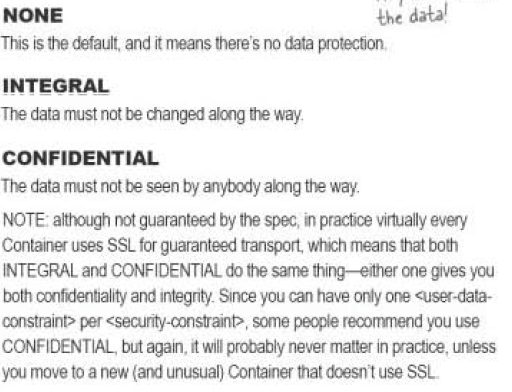 the data!
NONE
This is the default, and it means there's no data protection.
INTEGRAL
The data must not be changed along the way.
CONFIDENTIAL
The data must not be seen by anybody along the way.
NOTE: although not guaranteed by the spec, in practice virtually every
Container uses SSL for guaranteed transport, which means that both
INTEGRAL and CONFIDENTIAL do the same thing—either one gives you
both confidentiality and integrity. Since you can have only one <user-data-
constraint> per <security-constraint>, some people recommend you use
CONFIDENTIAL, but again, it will probably never matter in practice, unless
you move to a new (and unusual) Container that doesn't use SSL.